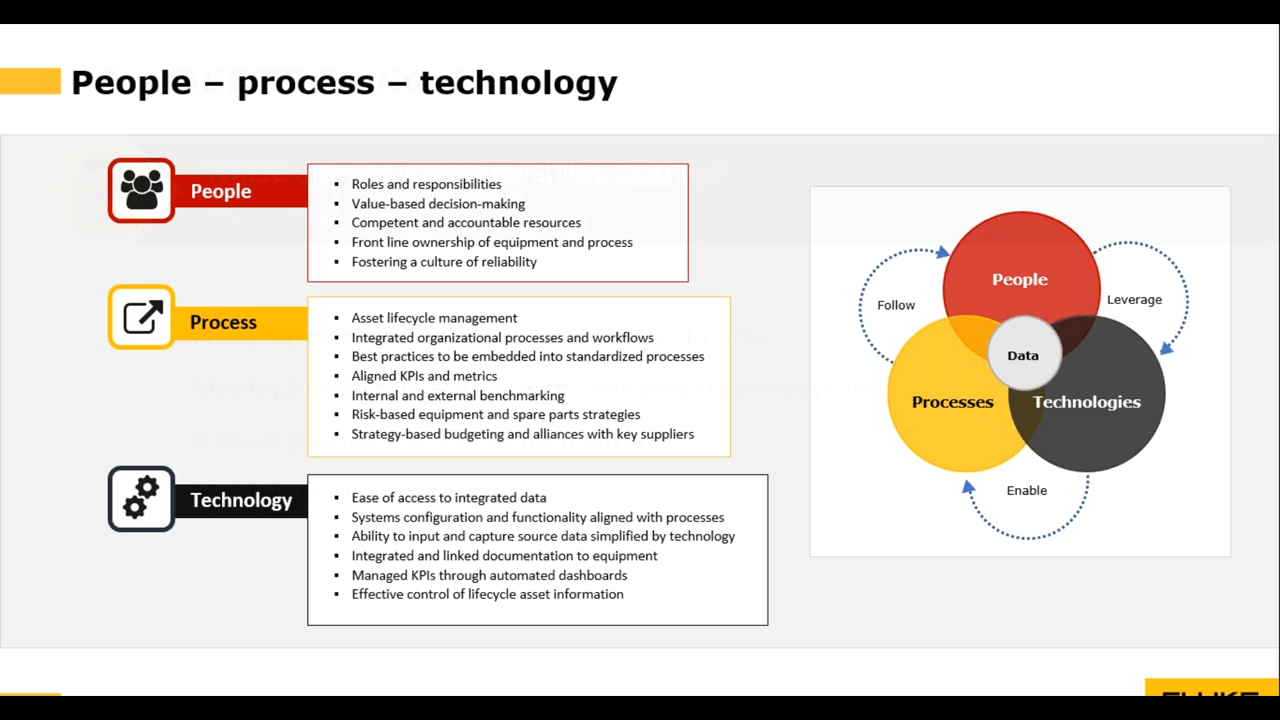 People – process – technology
People
Roles and responsibilities
Value-based decision-making
Competent and accountable resources
Front line ownership of equipment and process
Fostering a culture of reliability
Process
Asset lifecycle management
Integrated organizational processes and workflows
Best practices to be embedded into standardized processes
Aligned KPIs and metrics
Internal and external benchmarking
Risk-based equipment and spare parts strategies
Strategy-based budgeting and alliances with key suppliers
Technology
Ease of access to integrated data
Systems configuration and functionality aligned with processes
Ability to input and capture source data simplified by technology
Integrated and linked documentation to equipment
Managed KPIs through automated dashboards
Effective control of lifecycle asset information
People
Follow
Leverage
Data
Processes
Technologies
Enable